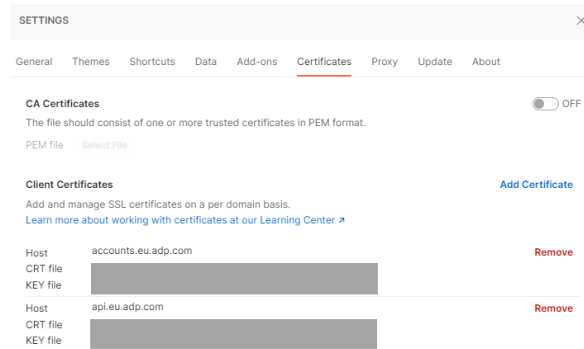 SETTINGS
General Themes Shortcuts Data Add-ons Certificates Proxy Update About
CA Certificates OFF
The file should consist of one or more trusted certificates in PEM format.
PEM file Select File
Client Certificates Add Certificate
Add and manage SSL certificates on a per domain basis.
Learn more about working with certificates at our Learning Center ↗
Host accounts.eu.adp.com Remove
CRT file
KEY file
Host api.eu.adp.com Remove
CRT file
KEY file